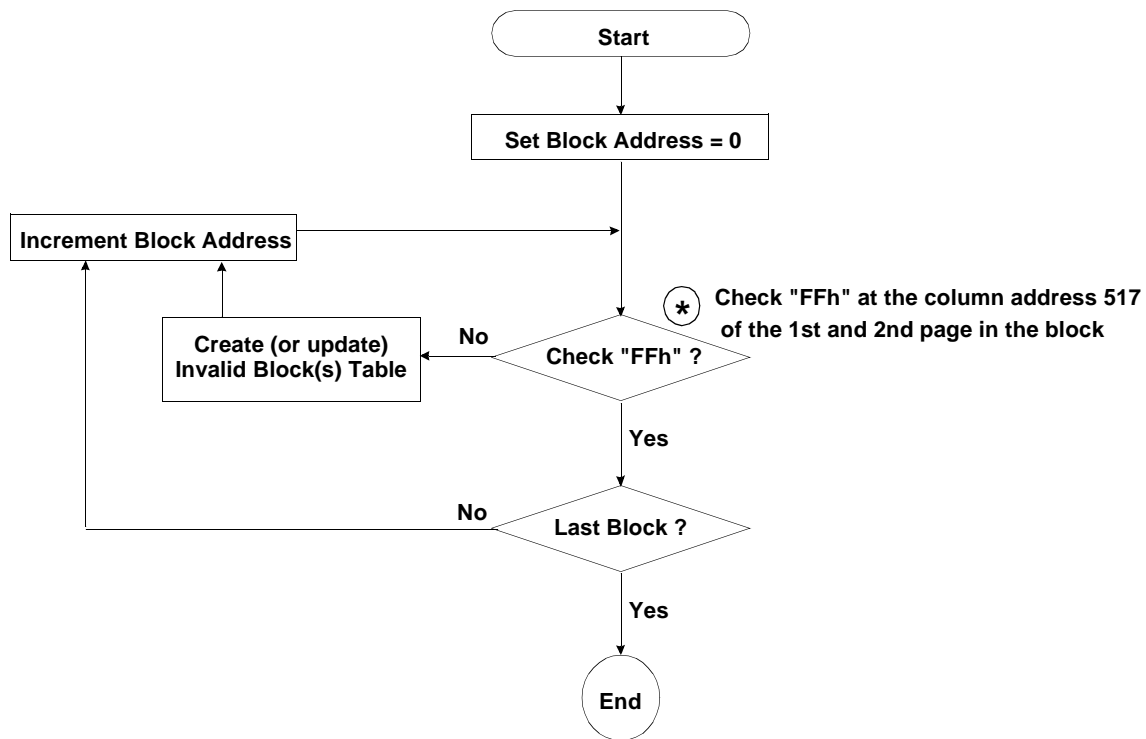 Start
Set Block Address = 0
Increment Block Address
* Check "FFh" at the column address 517
of the 1st and 2nd page in the block
No
Create (or update)
Invalid Block(s) Table
Check "FFh" ?
Yes
No
Last Block ?
Yes
End